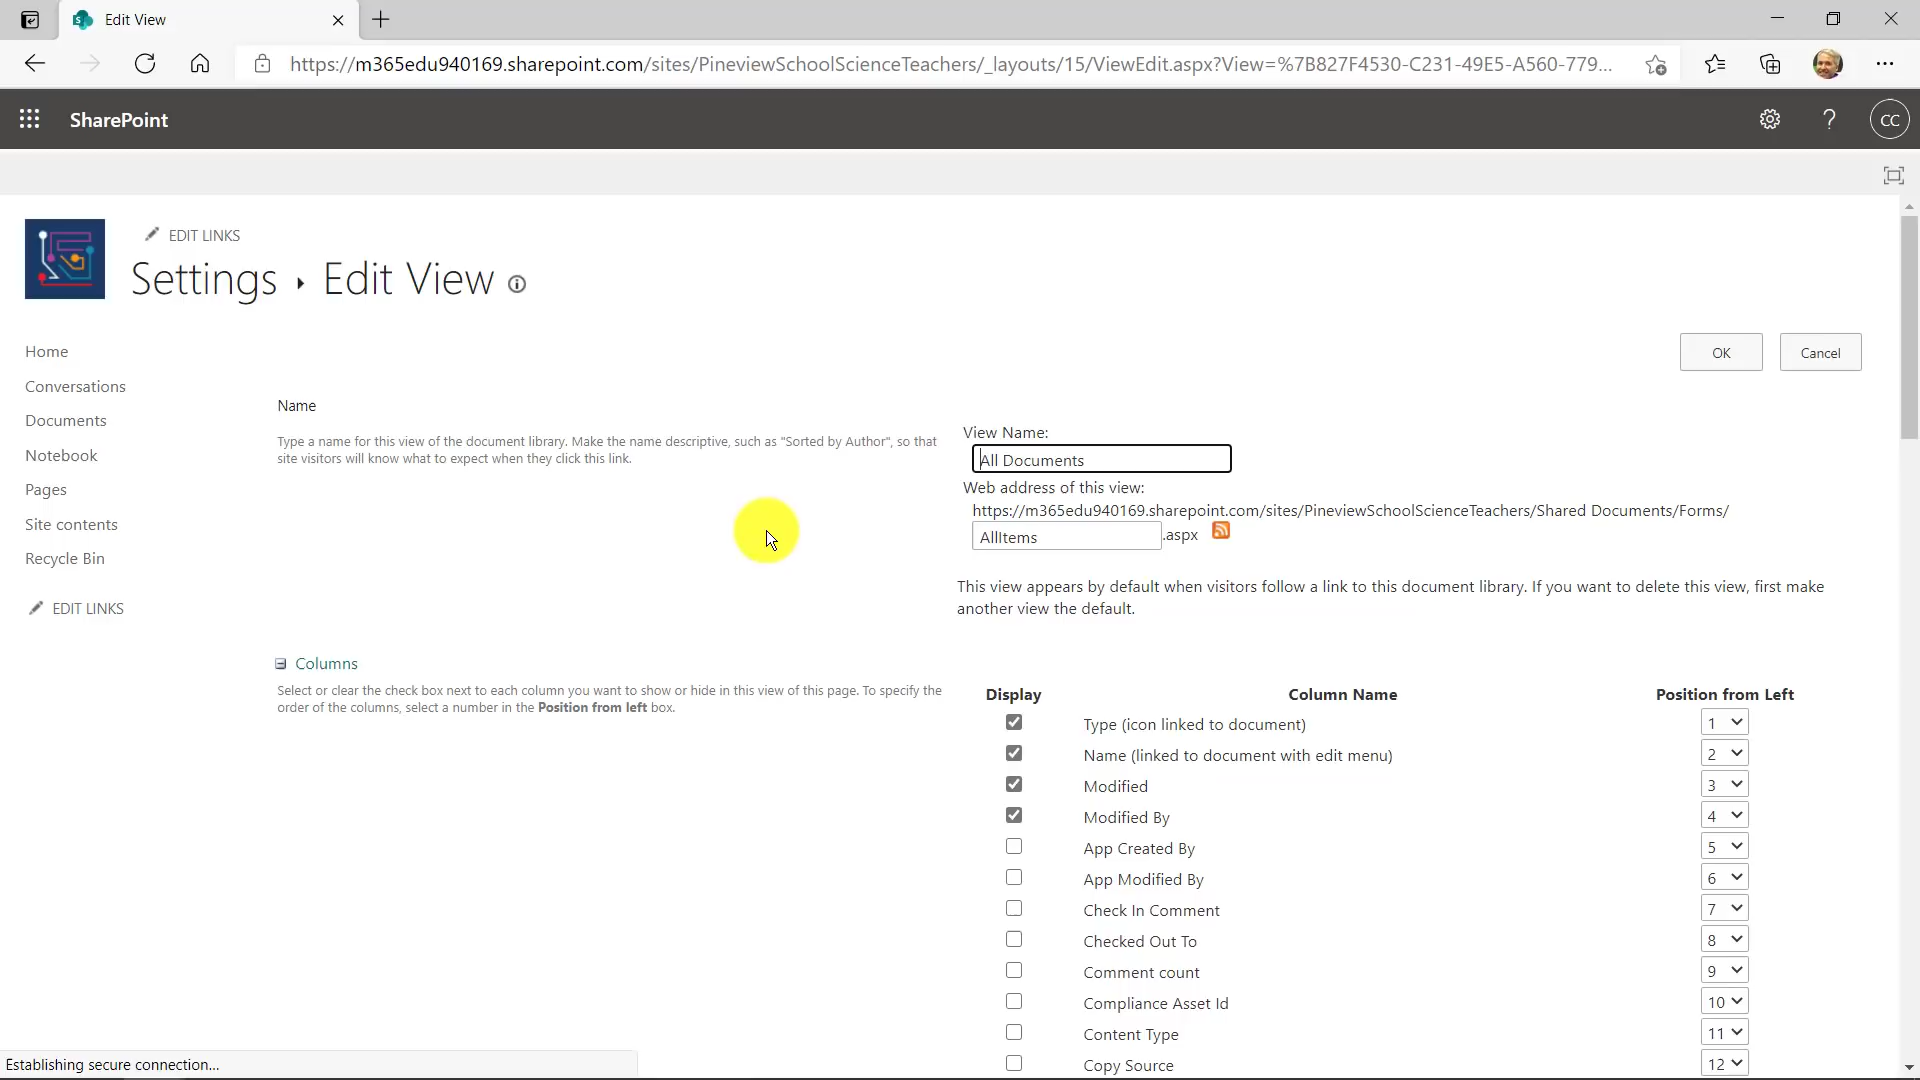 Edit View
https://m365edu940169.sharepoint.com/sites/PineviewSchoolScienceTeachers/_layouts/15/ViewEdit.aspx?View=%7B827F4530-C231-49E5-A560-779...
SharePoint
CC
EDIT LINKS
Settings ▸ Edit View
Home
Conversations
Documents
Notebook
Pages
Site contents
Recycle Bin
EDIT LINKS
OK
Cancel
Name
Type a name for this view of the document library. Make the name descriptive, such as "Sorted by Author", so that
site visitors will know what to expect when they click this link.
View Name:
All Documents
Web address of this view:
https://m365edu940169.sharepoint.com/sites/PineviewSchoolScienceTeachers/Shared Documents/Forms/
AllItems .aspx
This view appears by default when visitors follow a link to this document library. If you want to delete this view, first make
another view the default.
Columns
Select or clear the check box next to each column you want to show or hide in this view of this page. To specify the
order of the columns, select a number in the Position from left box.
Display Column Name Position from Left
Type (icon linked to document) 1
Name (linked to document with edit menu) 2
Modified 3
Modified By 4
App Created By 5
App Modified By 6
Check In Comment 7
Checked Out To 8
Comment count 9
Compliance Asset Id 10
Content Type 11
Copy Source 12
Establishing secure connection...